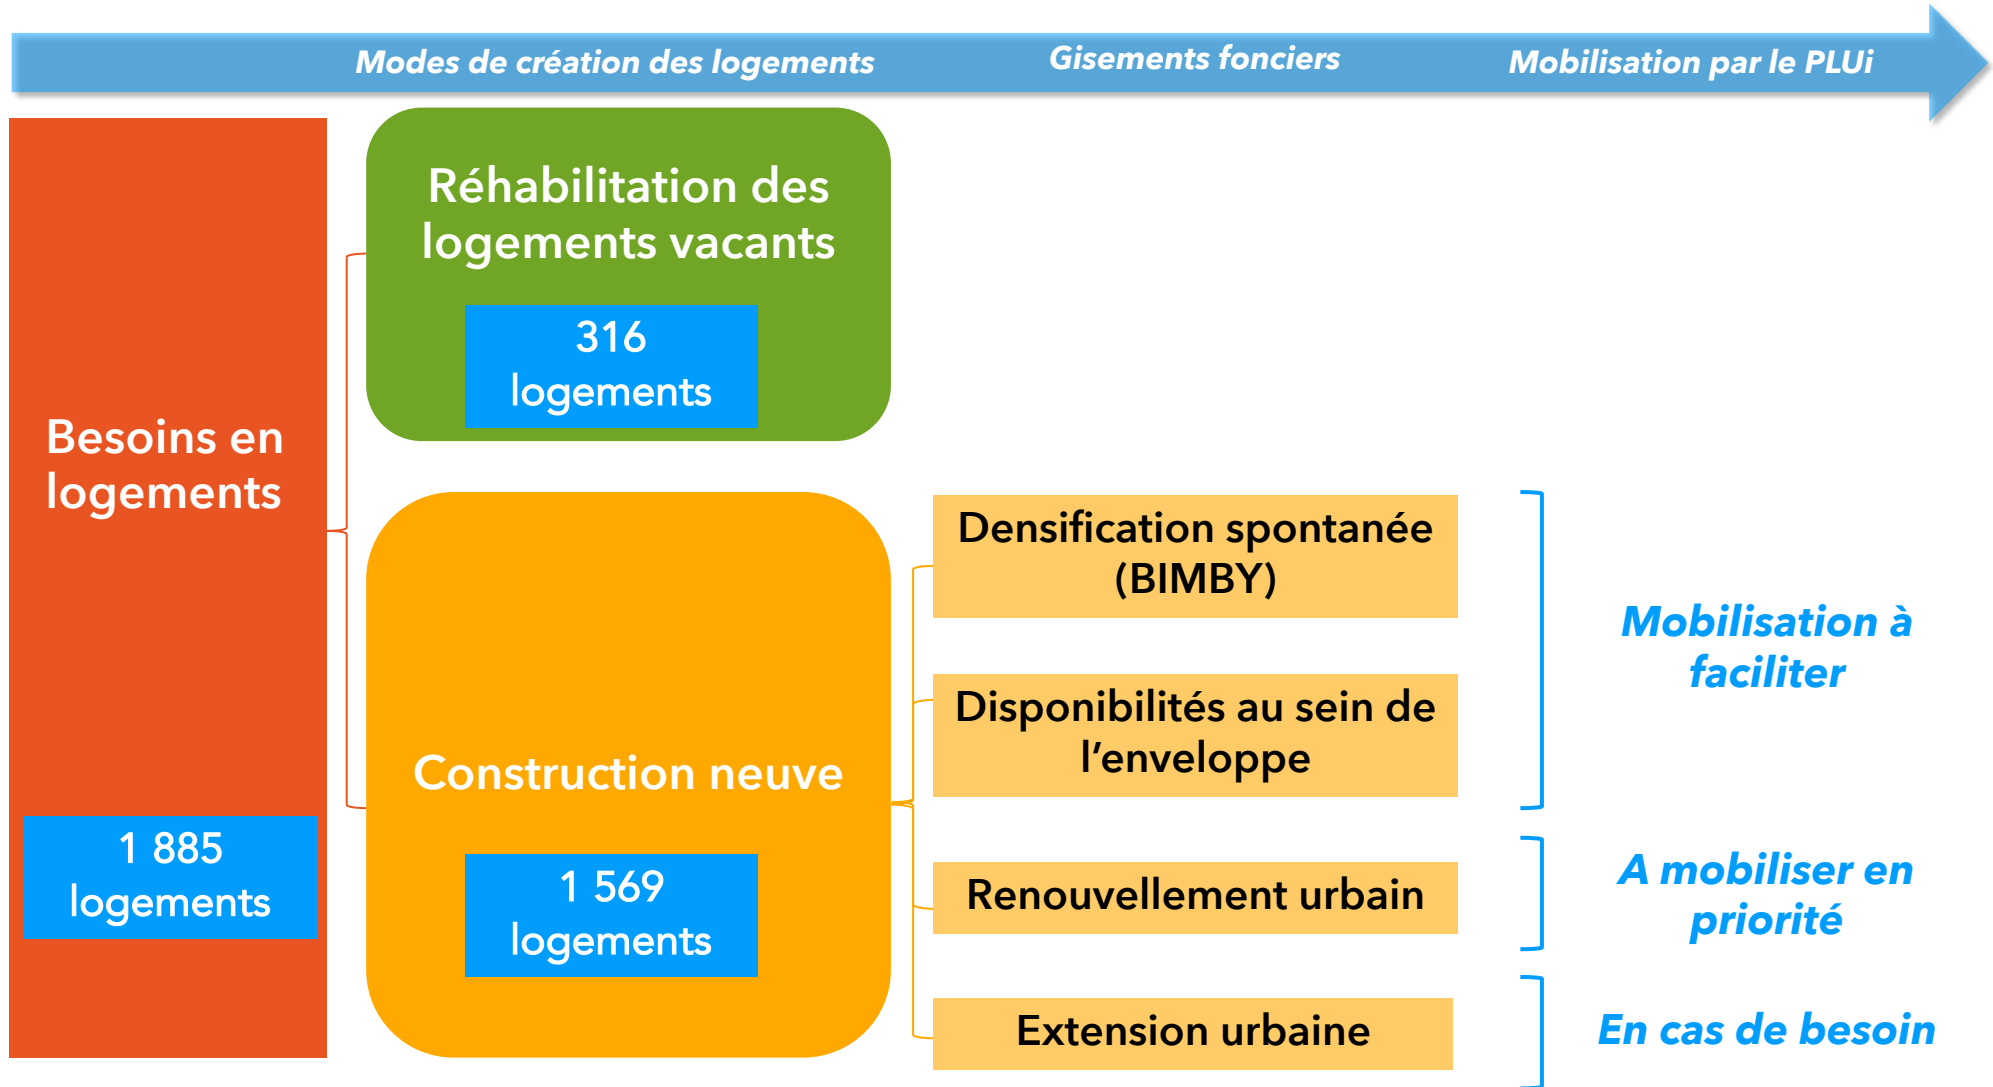 Modes de création des logements
Gisements fonciers
Mobilisation par le PLUi
Besoins en
logements
1 885
logements
Réhabilitation des
logements vacants
316
logements
Construction neuve
1 569
logements
Densification spontanée
(BIMBY)
Disponibilités au sein de
l’enveloppe
Renouvellement urbain
Extension urbaine
Mobilisation à
faciliter
A mobiliser en
priorité
En cas de besoin